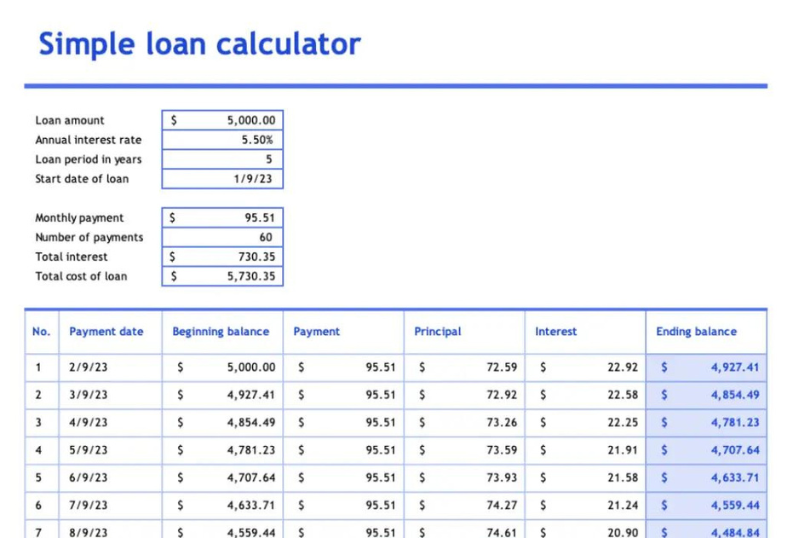 Simple loan calculator
Loan amount $ 5,000.00
Annual interest rate 5.50%
Loan period in years 5
Start date of loan 1/9/23
Monthly payment $ 95.51
Number of payments 60
Total interest $ 730.35
Total cost of loan $ 5,730.35
No. Payment date Beginning balance Payment Principal Interest Ending balance
1 2/9/23 $ 5,000.00 $ 95.51 $ 72.59 $ 22.92 $ 4,927.41
2 3/9/23 $ 4,927.41 $ 95.51 $ 72.92 $ 22.58 $ 4,854.49
3 4/9/23 $ 4,854.49 $ 95.51 $ 73.26 $ 22.25 $ 4,781.23
4 5/9/23 $ 4,781.23 $ 95.51 $ 73.59 $ 21.91 $ 4,707.64
5 6/9/23 $ 4,707.64 $ 95.51 $ 73.93 $ 21.58 $ 4,633.71
6 7/9/23 $ 4,633.71 $ 95.51 $ 74.27 $ 21.24 $ 4,559.44
7 8/9/23 $ 4,559.44 $ 95.51 $ 74.61 $ 20.90 $ 4,484.84